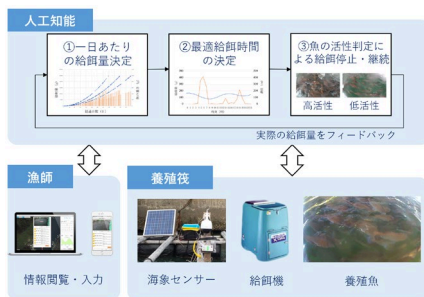 人工知能
①一日あたり
の給餌量決定
②最適給餌時間
の決定
③魚の活性判定に
よる給餌停止・継続
高活性
低活性
実際の給餌量をフィードバック
漁師
養殖筏
情報閲覧・入力
海象センサー
給餌機
養殖魚